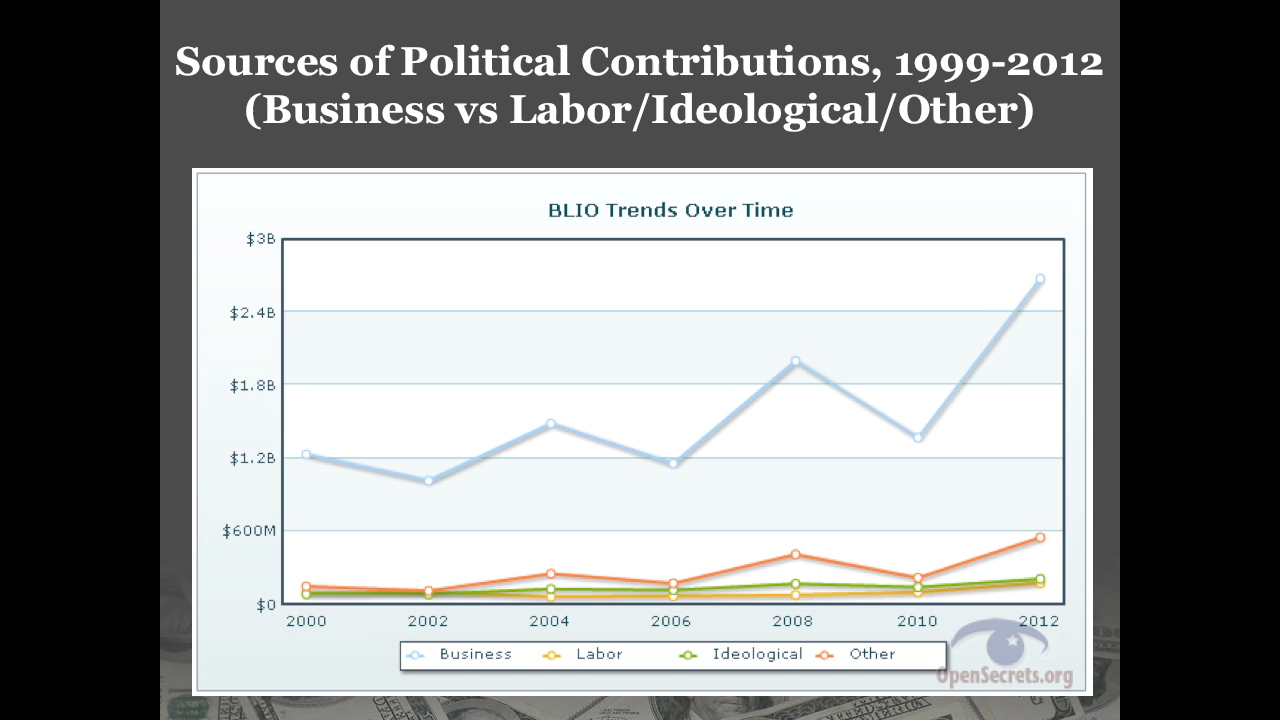 Sources of Political Contributions, 1999-2012
(Business vs Labor/Ideological/Other)
BLIO Trends Over Time
$3B
$2.4B
$1.8B
$1.2B
$600M
$0
2000 2002 2004 2006 2008 2010 2012
Business Labor Ideological Other
OpenSecrets.org